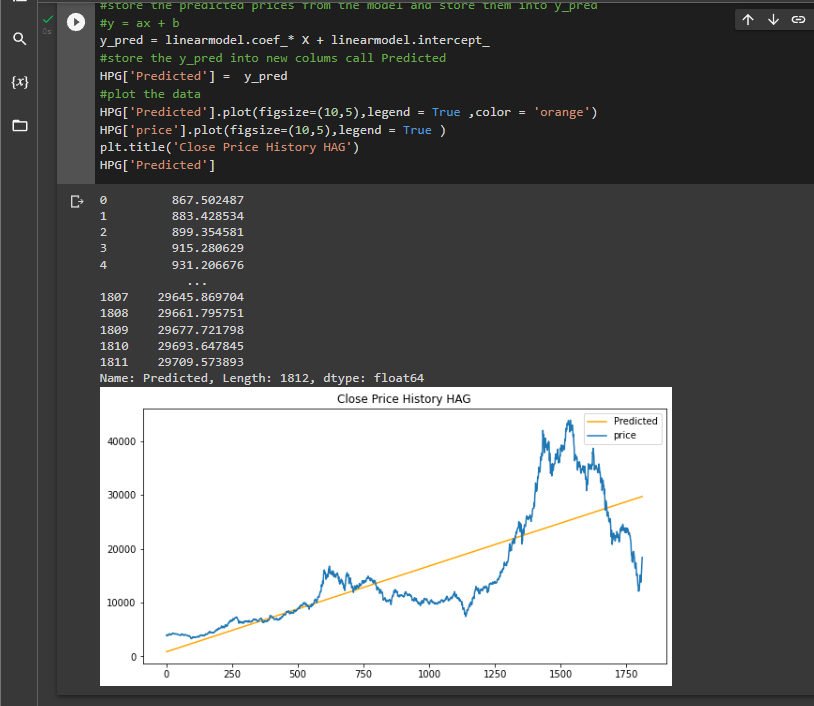 #store the predicted prices from the model and store them into y_pred
#y = ax + b
y_pred = linearmodel.coef_* X + linearmodel.intercept_
#store the y_pred into new colums call Predicted
HPG['Predicted'] =  y_pred
#plot the data
HPG['Predicted'].plot(figsize=(10,5),legend = True ,color = 'orange')
HPG['price'].plot(figsize=(10,5),legend = True )
plt.title('Close Price History HAG')
HPG['Predicted']
0s
{x}
0 867.502487
1 883.428534
2 899.354581
3 915.280629
4 931.206676
...
1807 29645.869704
1808 29661.795751
1809 29677.721798
1810 29693.647845
1811 29709.573893
Name: Predicted, Length: 1812, dtype: float64
Close Price History HAG
Predicted
price
40000
30000
20000
10000
0
0 250 500 750 1000 1250 1500 1750